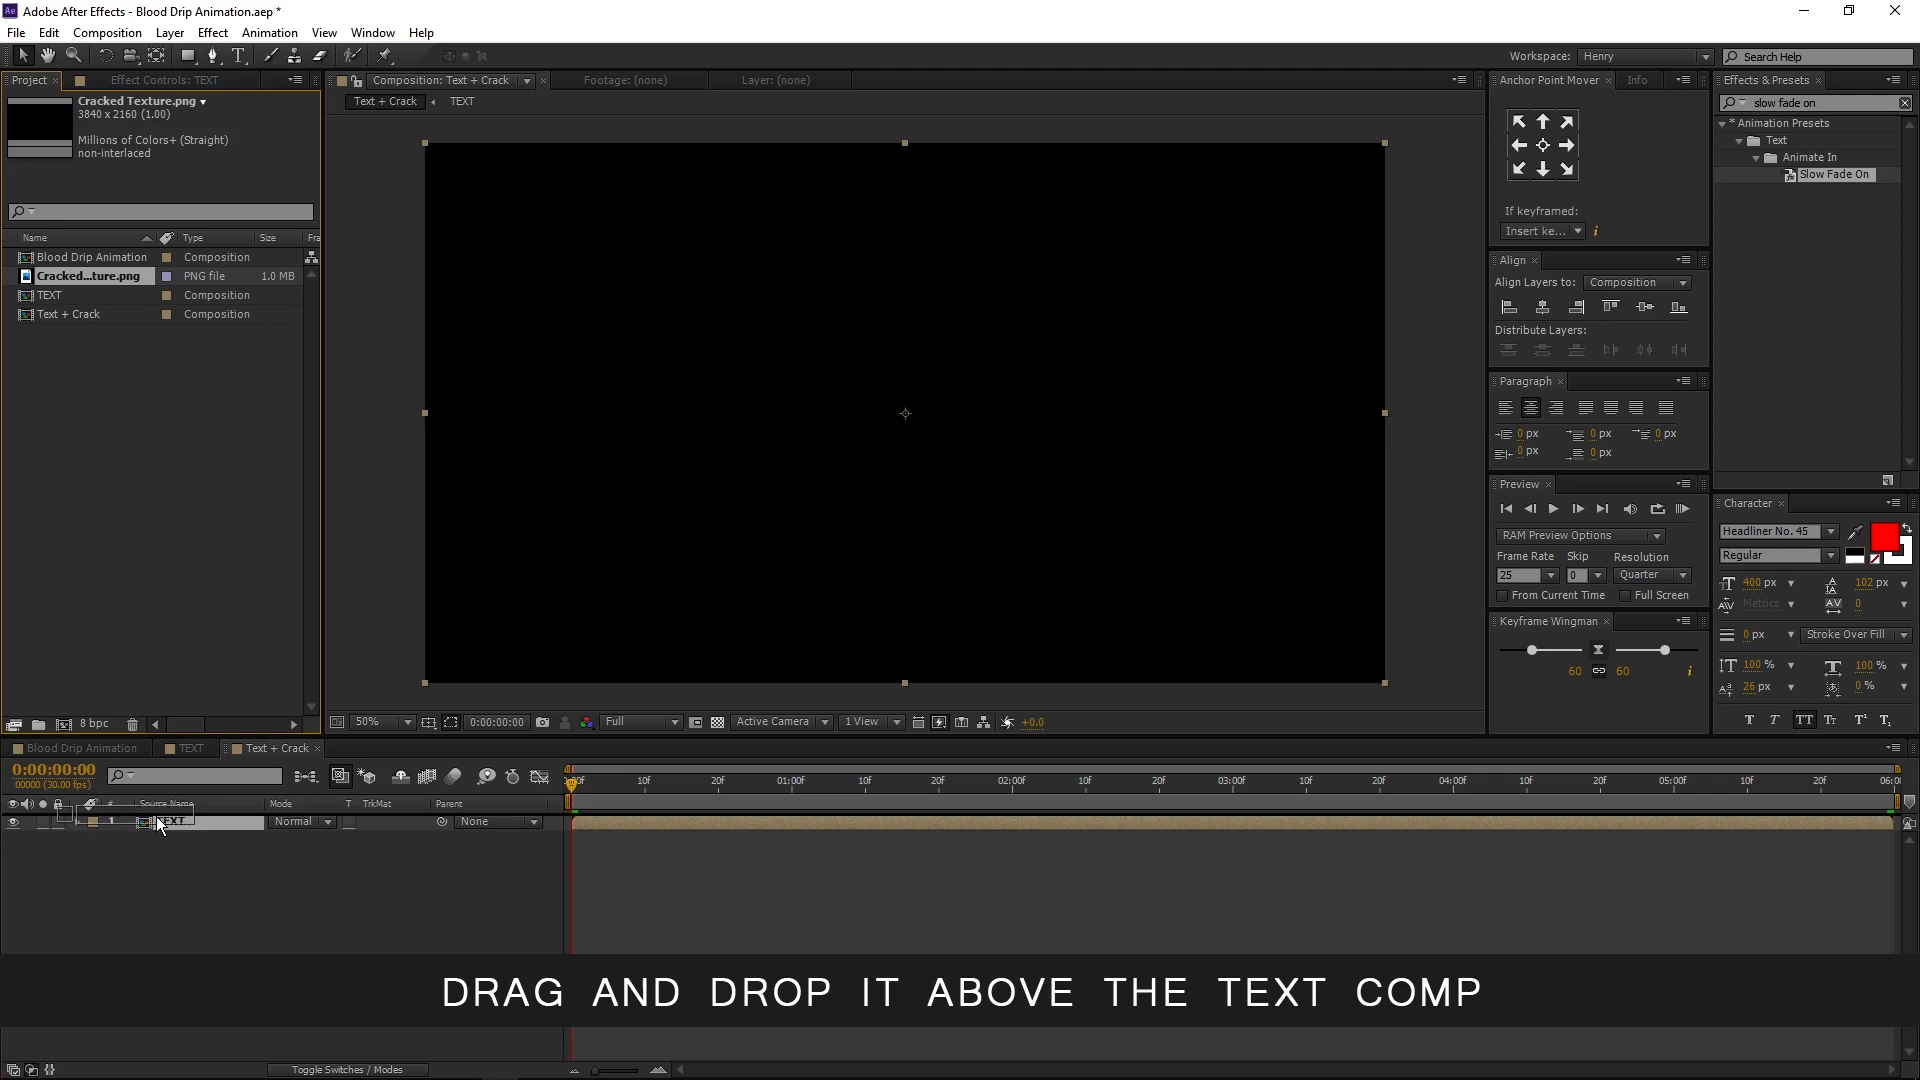 Adobe After Effects - Blood Drip Animation.aep *
File Edit Composition Layer Effect Animation View Window Help
Workspace: Henry Search Help
Project Effect Controls: TEXT
Composition: Text + Crack Footage: (none) Layer: (none)
Anchor Point Mover Info Effects & Presets
Cracked Texture.png
3840 x 2160 (1.00)
Millions of Colors+ (Straight)
non-interlaced
Text + Crack TEXT
slow fade on
* Animation Presets
Text
Animate In
Slow Fade On
If keyframed:
Insert ke...
Name Type Size Fra
Blood Drip Animation Composition
Cracked...ture.png PNG file 1.0 MB
TEXT Composition
Text + Crack Composition
Align
Align Layers to: Composition
Distribute Layers:
Paragraph
0 px 0 px 0 px
0 px 0 px
Preview
RAM Preview Options
Frame Rate Skip Resolution
25 0 Quarter
From Current Time Full Screen
Keyframe Wingman
60 60
Character
Headliner No. 45
Regular
400 px 102 px
Metrics 0
0 px Stroke Over Fill
100 % 100 %
26 px 0 %
8 bpc
50% 0:00:00:00 Full Active Camera 1 View +0.0
Blood Drip Animation TEXT Text + Crack
0:00:00:00
00000 (30.00 fps)
10f 20f 01:00f 10f 20f 02:00f 10f 20f 03:00f 10f 20f 04:00f 10f 20f 05:00f 10f 20f 06:0
# Source Name Mode T TrkMat Parent
1 TEXT Normal None
DRAG AND DROP IT ABOVE THE TEXT COMP
Toggle Switches / Modes